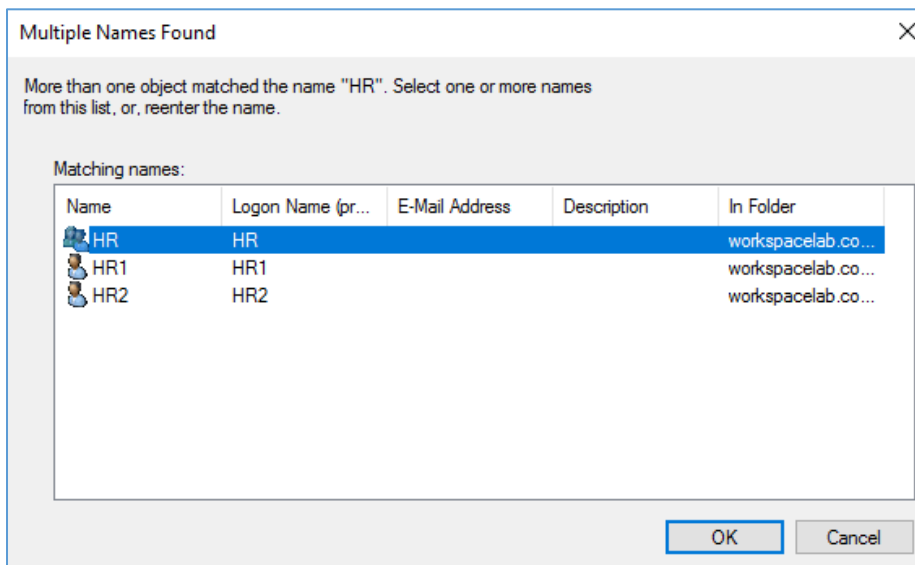 Multiple Names Found
More than one object matched the name "HR". Select one or more names
from this list, or, reenter the name.
Matching names:
Name Logon Name (pr... E-Mail Address Description In Folder
HR HR workspacelab.co...
HR1 HR1 workspacelab.co...
HR2 HR2 workspacelab.co...
OK Cancel